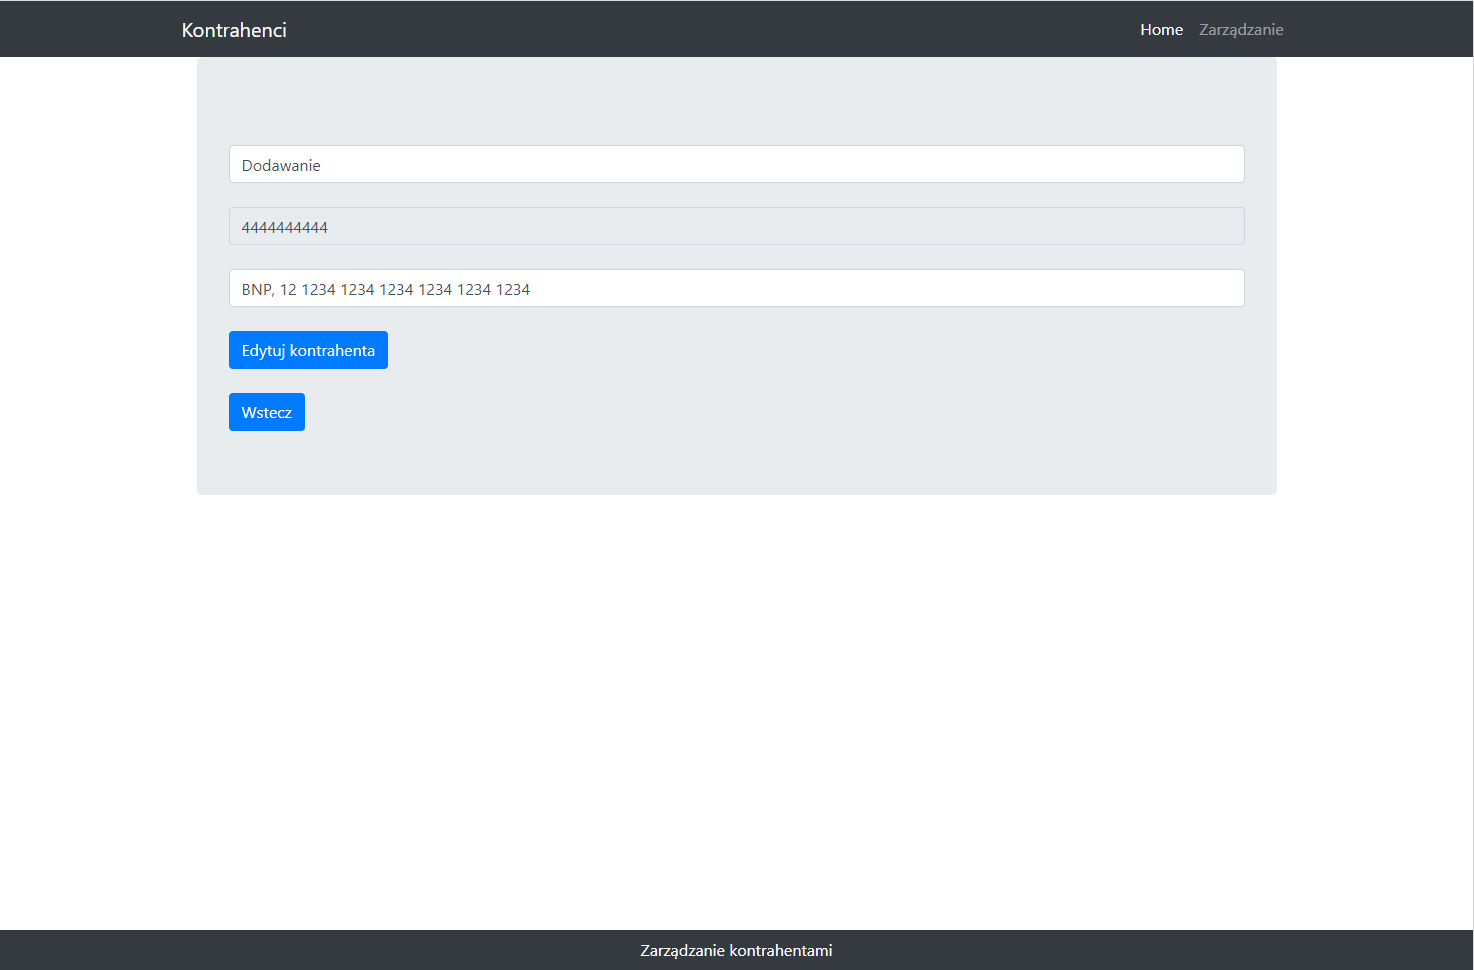 Kontrahenci
Home Zarządzanie
Dodawanie
4444444444
BNP, 12 1234 1234 1234 1234 1234 1234
Edytuj kontrahenta
Wstecz
Zarządzanie kontrahentami